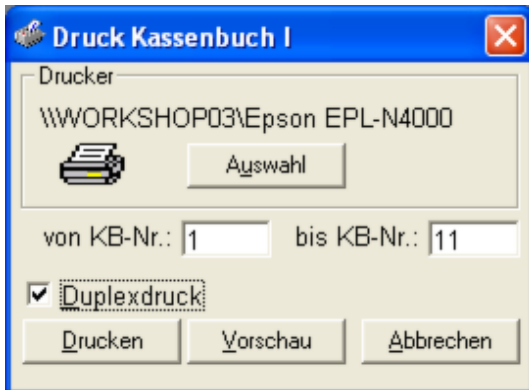 Druck Kassenbuch I
Drucker
\\WORKSHOP03\Epson EPL-N4000
Auswahl
von KB-Nr.: 1 bis KB-Nr.: 11
Duplexdruck
Drucken Vorschau Abbrechen